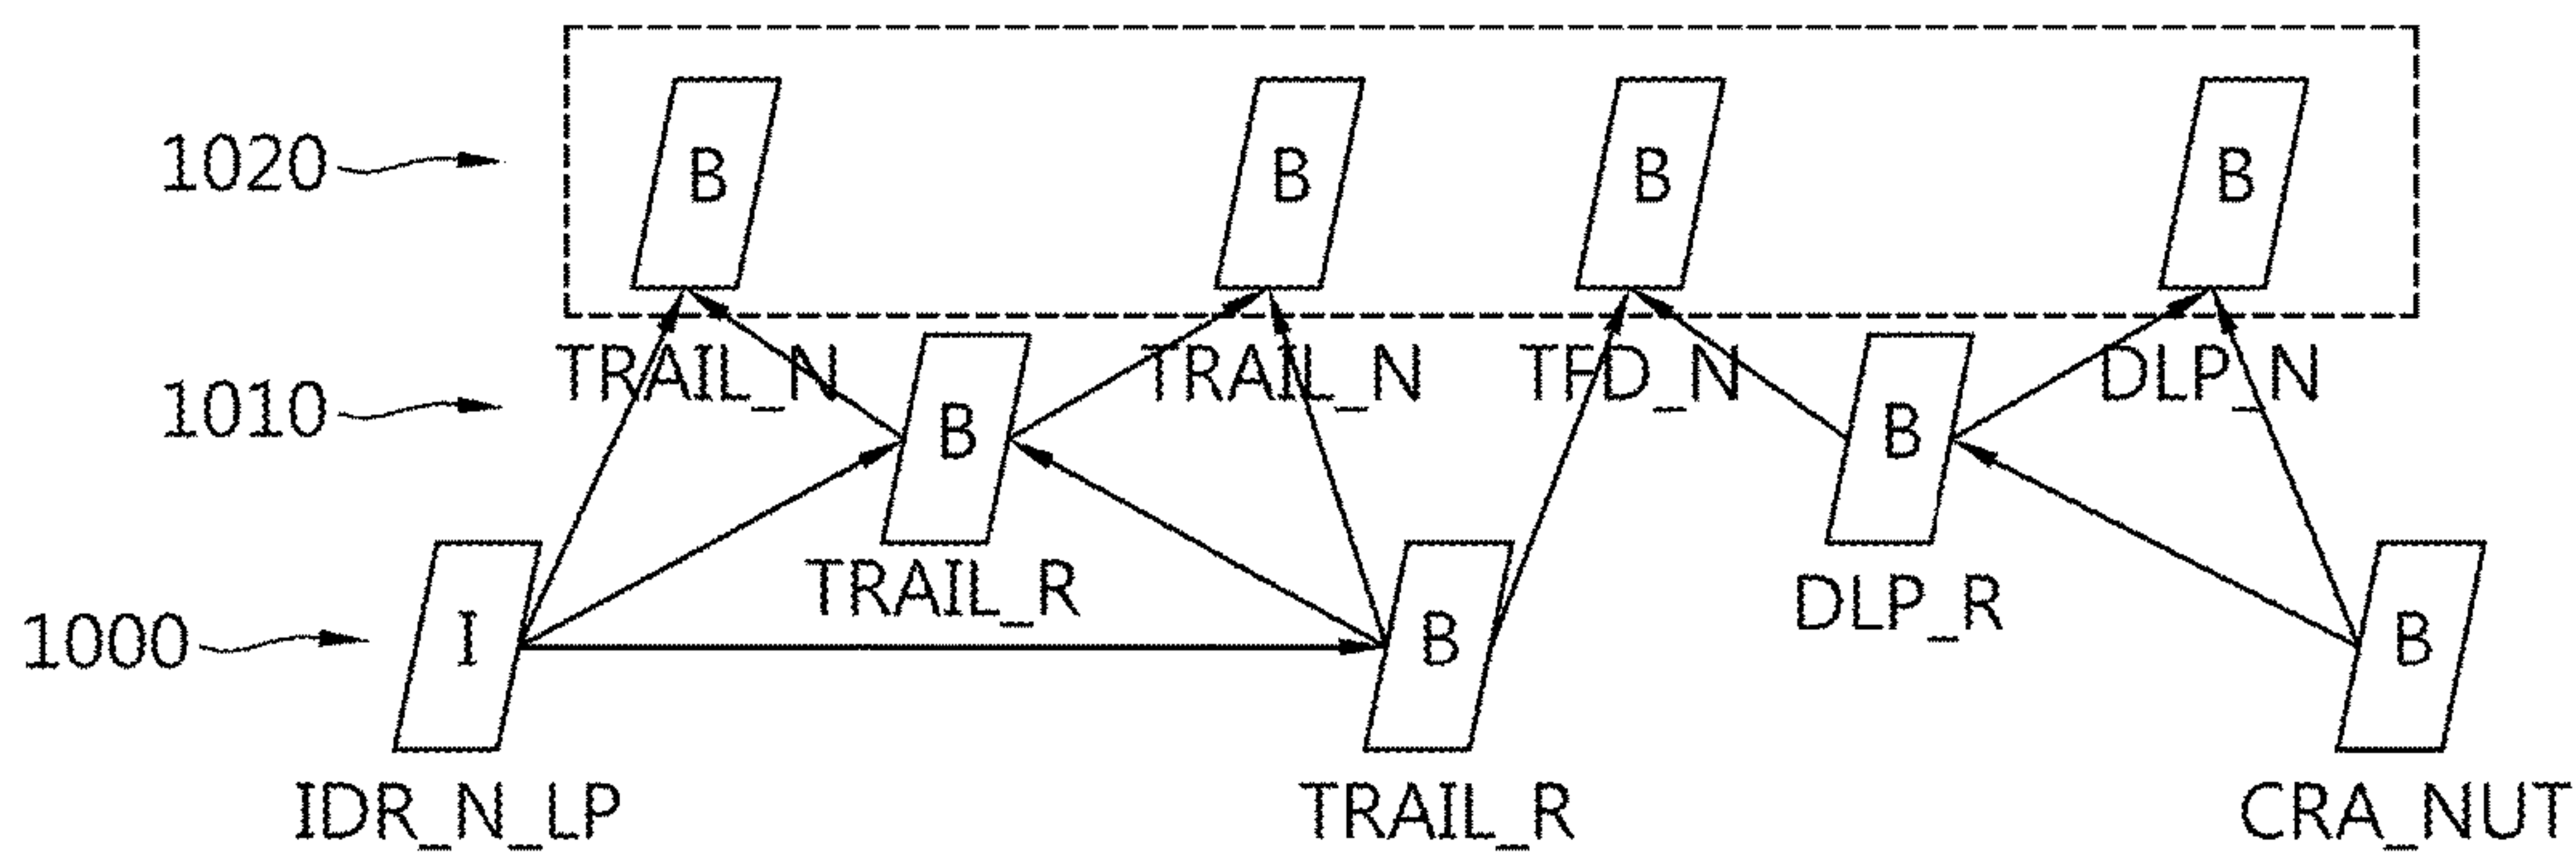 1020 B B B B
TRAIL_N TRAIL_N TFD_N DLP_N
1010 B B
TRAIL_R DLP_R
1000 I B B
IDR_N_LP TRAIL_R CRA_NUT